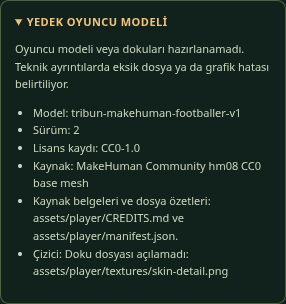 ▼ YEDEK OYUNCU MODELİ
Oyuncu modeli veya dokuları hazırlanamadı.
Teknik ayrıntılarda eksik dosya ya da grafik hatası
belirtiliyor.
• Model: tribun-makehuman-footballer-v1
• Sürüm: 2
• Lisans kaydı: CC0-1.0
• Kaynak: MakeHuman Community hm08 CC0
base mesh
• Kaynak belgeleri ve dosya özetleri:
assets/player/CREDITS.md ve
assets/player/manifest.json.
• Çizici: Doku dosyası açılamadı:
assets/player/textures/skin-detail.png